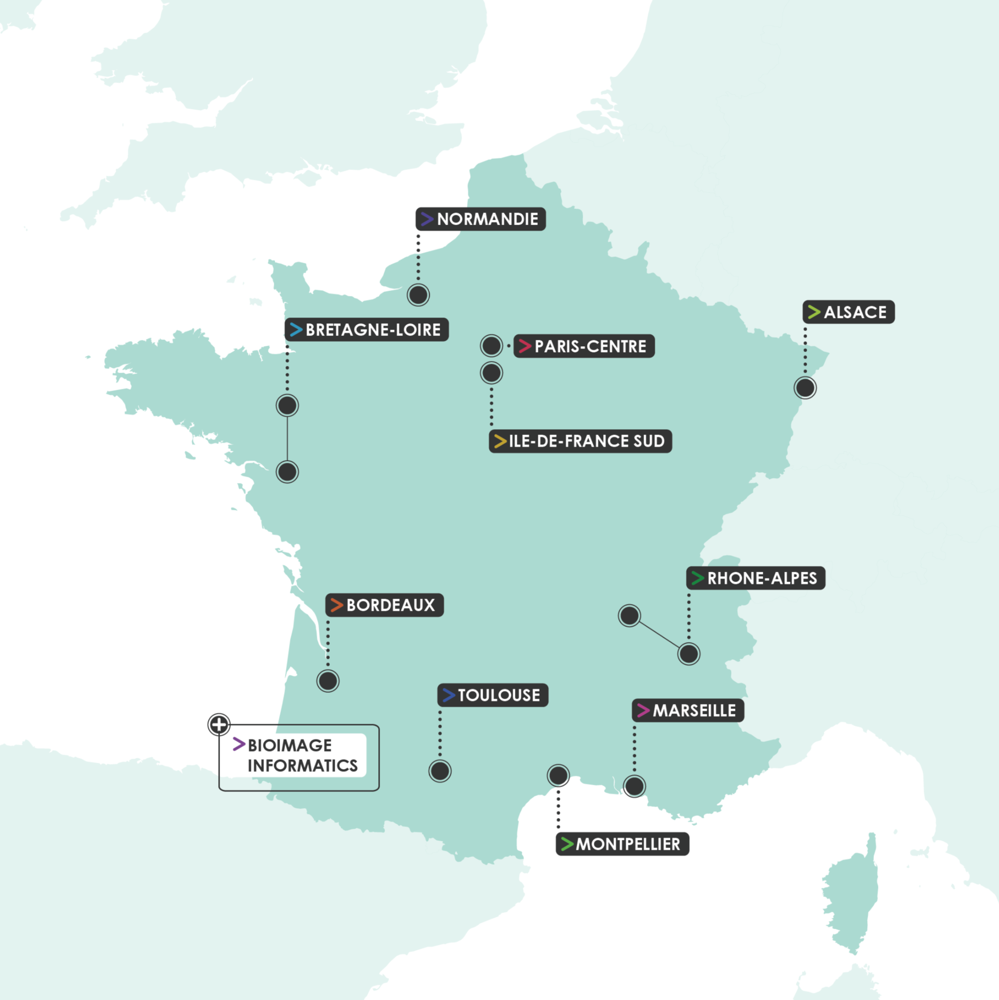 NORMANDIE
ALSACE
BRETAGNE-LOIRE
PARIS-CENTRE
ILE-DE-FRANCE SUD
RHONE-ALPES
BORDEAUX
TOULOUSE
MARSEILLE
BIOIMAGE
INFORMATICS
MONTPELLIER